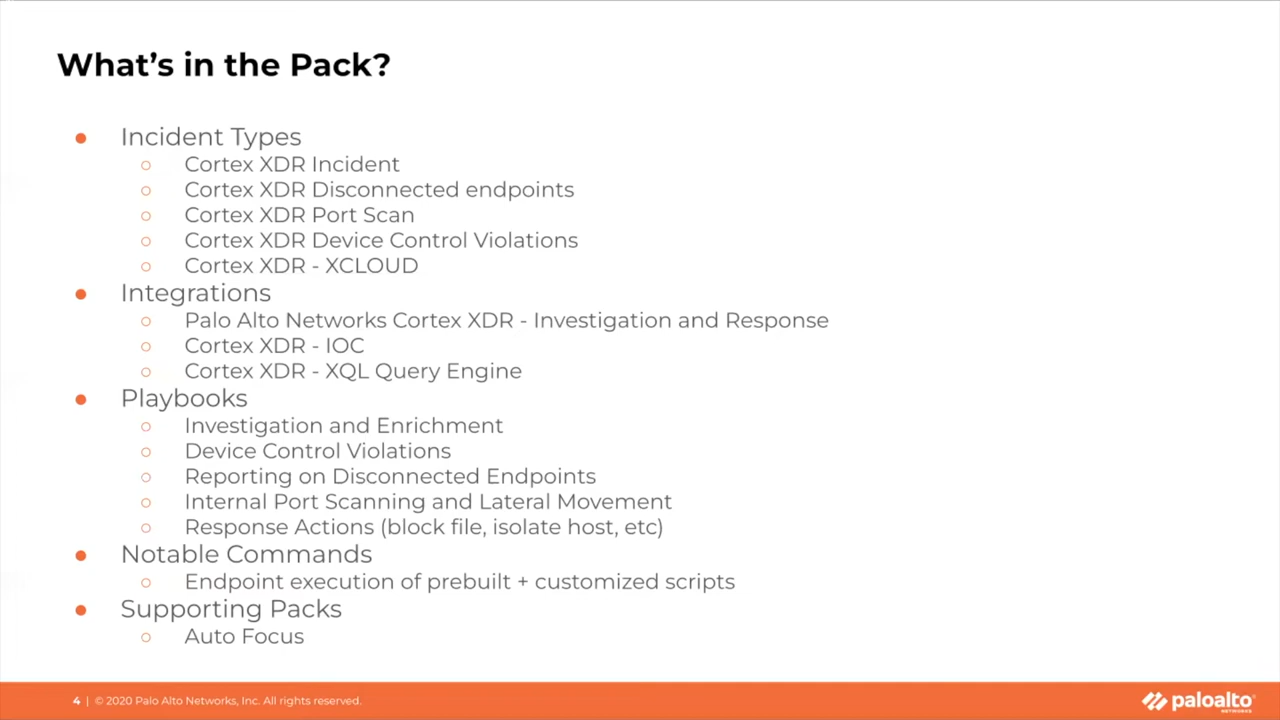 What's in the Pack?
● Incident Types
○ Cortex XDR Incident
○ Cortex XDR Disconnected endpoints
○ Cortex XDR Port Scan
○ Cortex XDR Device Control Violations
○ Cortex XDR - XCLOUD
● Integrations
○ Palo Alto Networks Cortex XDR - Investigation and Response
○ Cortex XDR - IOC
○ Cortex XDR - XQL Query Engine
● Playbooks
○ Investigation and Enrichment
○ Device Control Violations
○ Reporting on Disconnected Endpoints
○ Internal Port Scanning and Lateral Movement
○ Response Actions (block file, isolate host, etc)
● Notable Commands
○ Endpoint execution of prebuilt + customized scripts
● Supporting Packs
○ Auto Focus
4 | © 2020 Palo Alto Networks, Inc. All rights reserved.
paloalto
NETWORKS